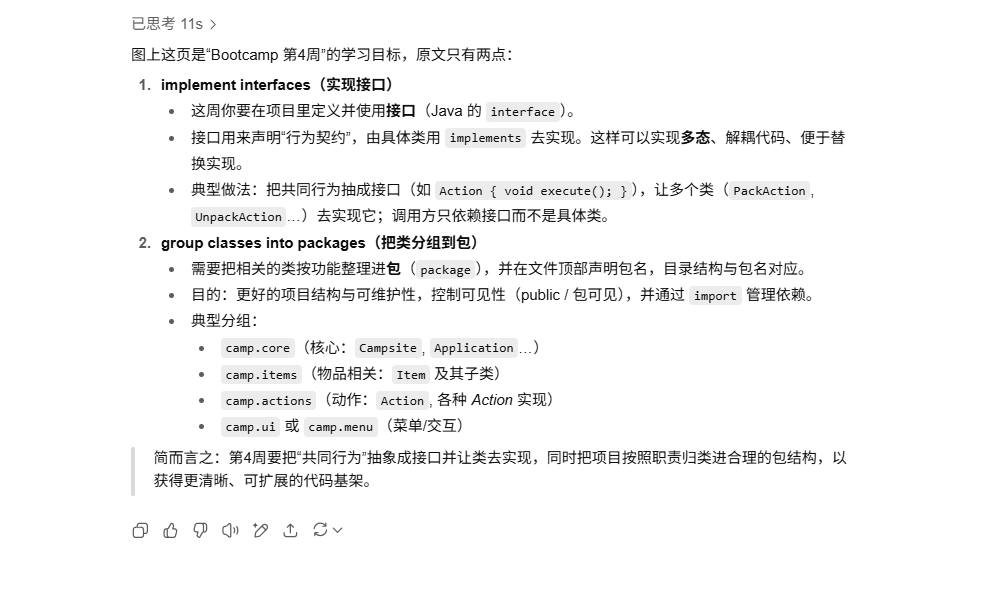 已思考 11s
图上这页是“Bootcamp 第4周”的学习目标，原文只有两点：
1. implement interfaces（实现接口）
• 这周你要在项目里定义并使用接口（Java 的 interface）。
• 接口用来声明“行为契约”，由具体类用 implements 去实现。这样可以实现多态、解耦代码、便于替
换实现。
• 典型做法：把共同行为抽成接口（如 Action { void execute(); }），让多个类（PackAction,
UnpackAction…）去实现它；调用方只依赖接口而不是具体类。
2. group classes into packages（把类分组到包）
• 需要把相关的类按功能整理进包（package），并在文件顶部声明包名，目录结构与包名对应。
• 目的：更好的项目结构与可维护性，控制可见性（public / 包可见），并通过 import 管理依赖。
• 典型分组：
• camp.core（核心：Campsite, Application…）
• camp.items（物品相关：Item 及其子类）
• camp.actions（动作：Action, 各种 Action 实现）
• camp.ui 或 camp.menu（菜单/交互）
简而言之：第4周要把“共同行为”抽象成接口并让类去实现，同时把项目按照职责归类进合理的包结构，以
获得更清晰、可扩展的代码基架。